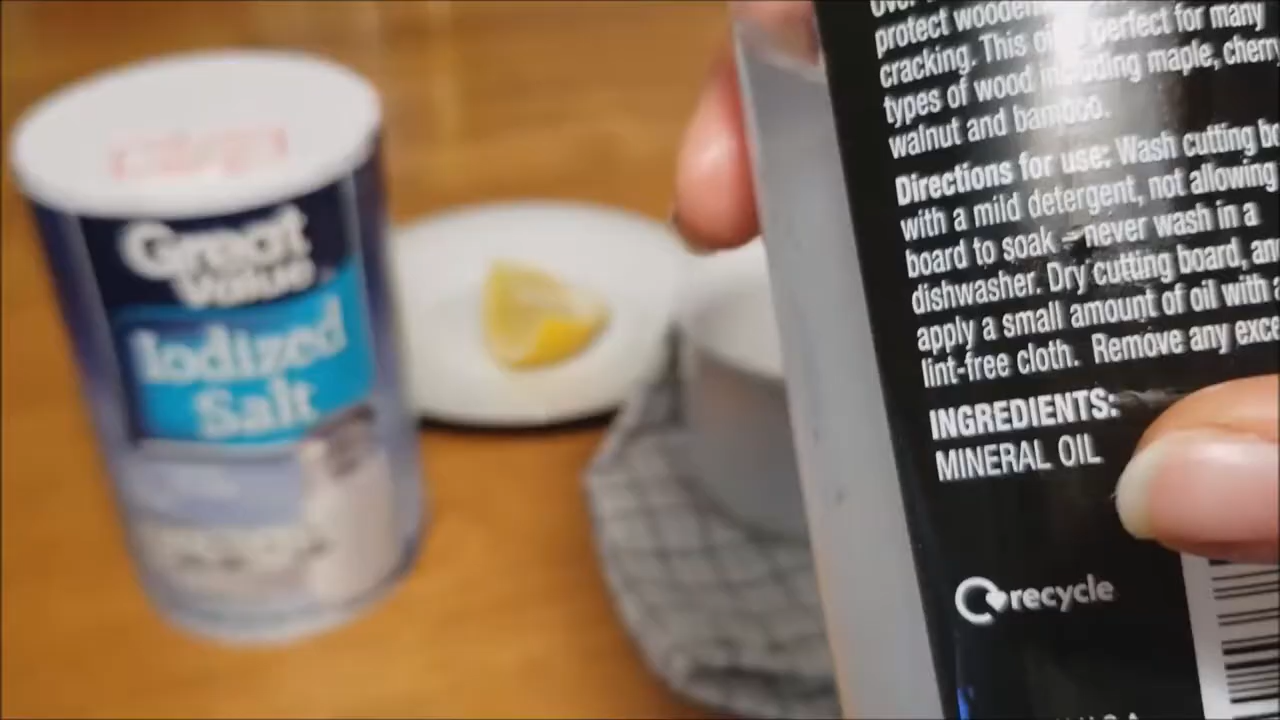 Great
Value
Iodized
Salt
protect wooden
cracking. This oil is perfect for many
types of wood including maple, cherry
walnut and bamboo.
Directions for use: Wash cutting
with a mild detergent, not allowing
board to soak – never wash in a
dishwasher. Dry cutting board, and
apply a small amount of oil with a
lint-free cloth. Remove any
INGREDIENTS:
MINERAL OIL
recycle